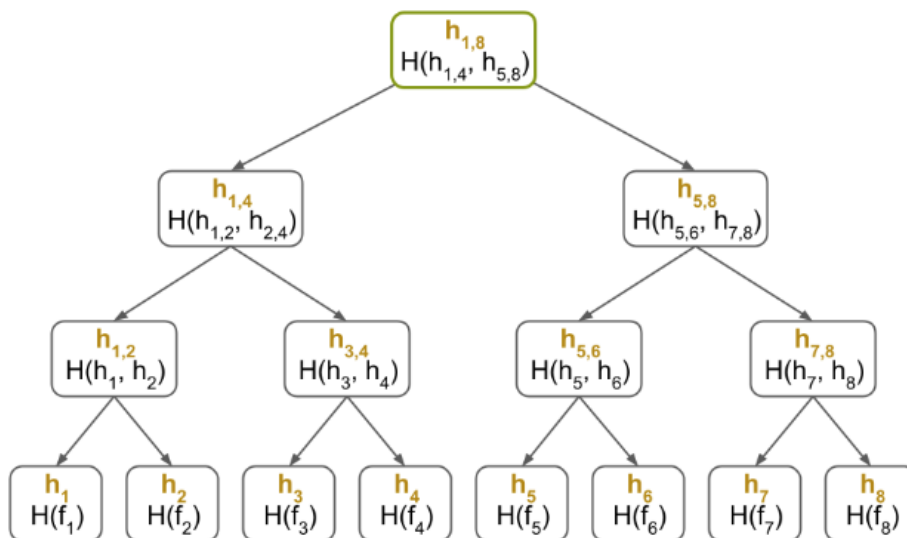 h1,8
H(h1,4, h5,8)
h1,4
H(h1,2, h2,4)
h5,8
H(h5,6, h7,8)
h1,2
H(h1, h2)
h3,4
H(h3, h4)
h5,6
H(h5, h6)
h7,8
H(h7, h8)
h1
H(f1)
h2
H(f2)
h3
H(f3)
h4
H(f4)
h5
H(f5)
h6
H(f6)
h7
H(f7)
h8
H(f8)